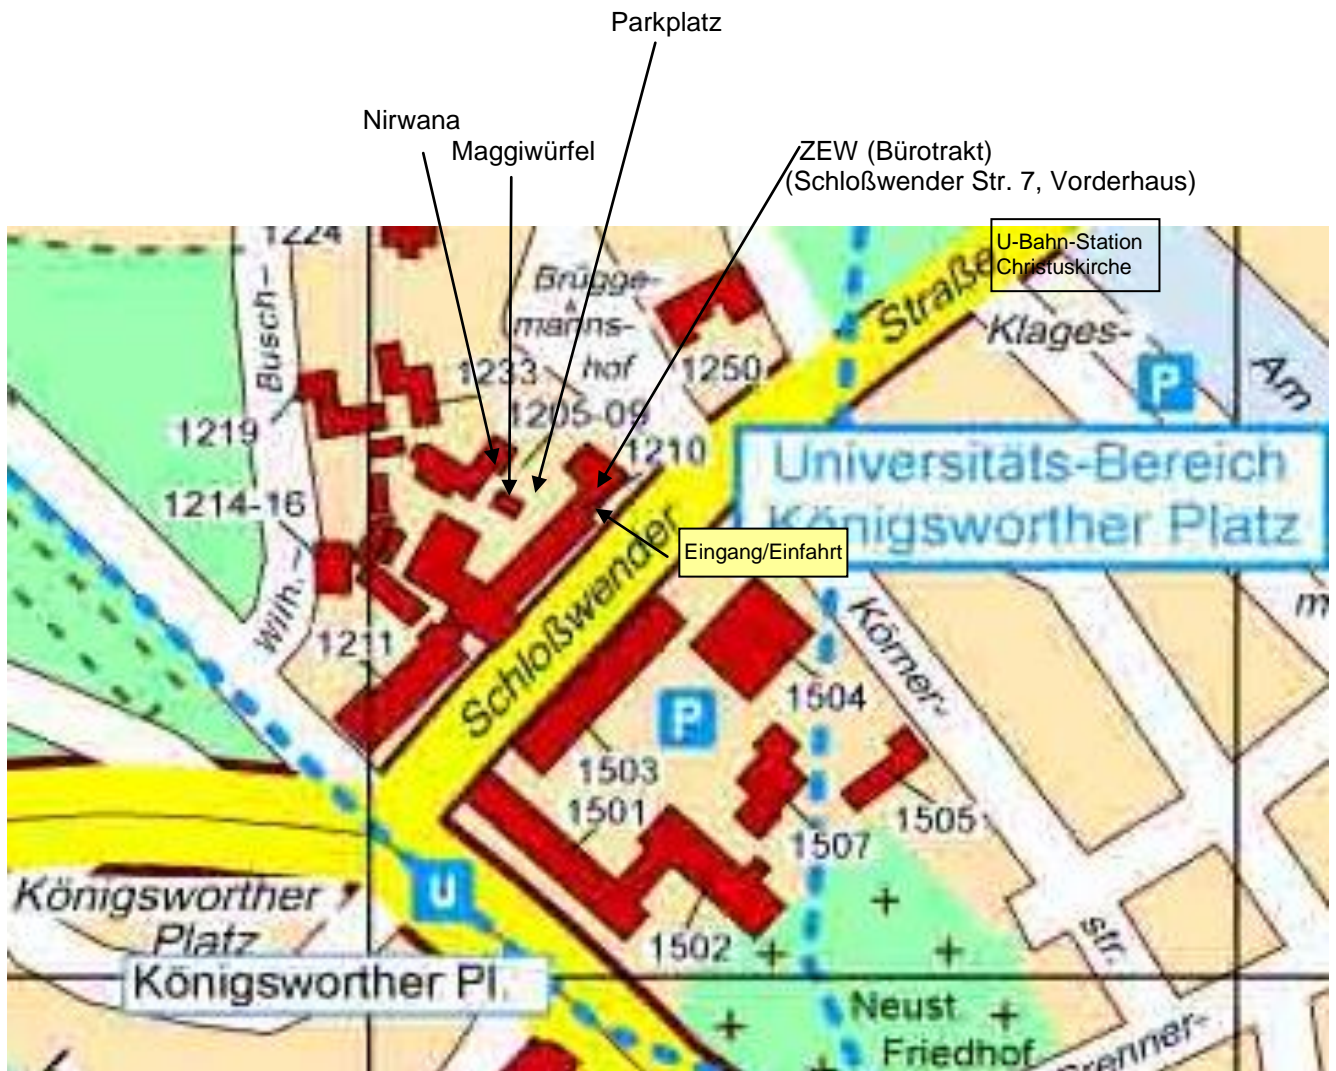 Parkplatz
Nirwana
Maggiwürfel
ZEW (Bürotrakt)
(Schloßwender Str. 7, Vorderhaus)
U-Bahn-Station
Christuskirche
1224
Brügge-
manns-
hof
Straße
Klages-
Am
P
Busch-
1233
1250
1205-09
1219
1210
Universitäts-Bereich
Königsworther Platz
1214-16
Eingang/Einfahrt
Schloßwender
Wilh.-
1211
Körner-
str.
P
1504
1503
1501
1505
1507
U
Königsworther
Platz
1502
Königsworther Pl.
Neust
Friedhof